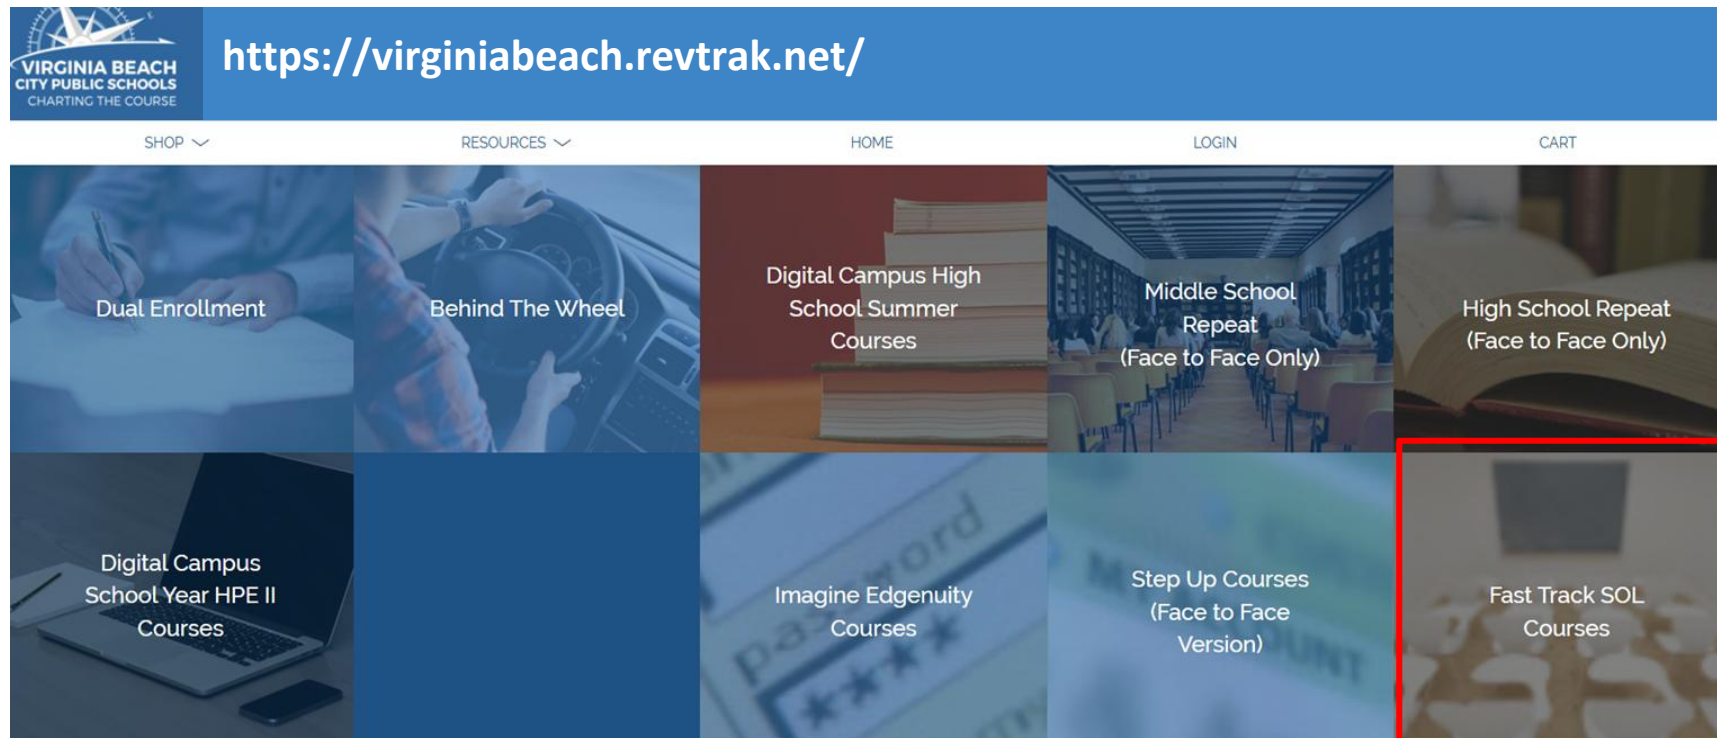 VIRGINIA BEACH
CITY PUBLIC SCHOOLS
CHARTING THE COURSE
https://virginiabeach.revtrak.net/
SHOP
RESOURCES
HOME
LOGIN
CART
Dual Enrollment
Behind The Wheel
Digital Campus High
School Summer
Courses
Middle School
Repeat
(Face to Face Only)
High School Repeat
(Face to Face Only)
Digital Campus
School Year HPE II
Courses
password
****
Imagine Edgenuity
Courses
Step Up Courses
(Face to Face
Version)
Fast Track SOL
Courses